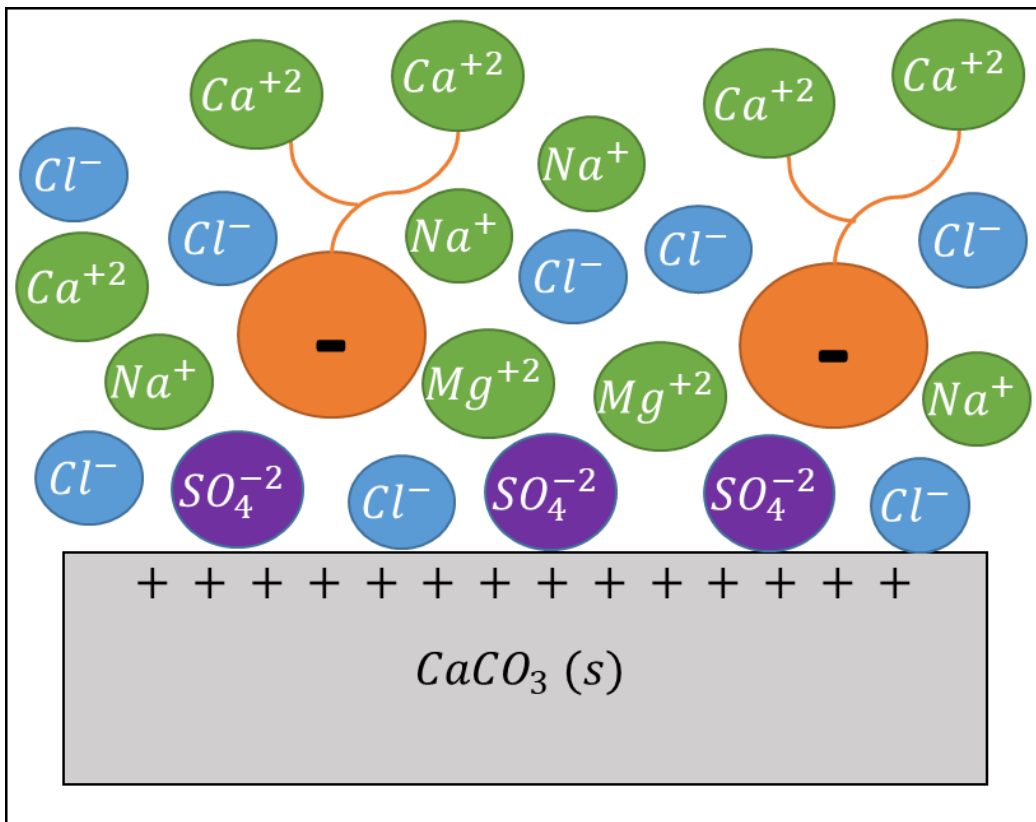 Ca⁺² Ca⁺² Ca⁺² Ca⁺²
Cl⁻ Na⁺
Cl⁻ Na⁺ Cl⁻ Cl⁻ Cl⁻
Ca⁺²
- -
Na⁺ Mg⁺² Mg⁺² Na⁺
Cl⁻ SO₄⁻² Cl⁻ SO₄⁻² SO₄⁻² Cl⁻
+ + + + + + + + + + + + + +
CaCO₃ (s)